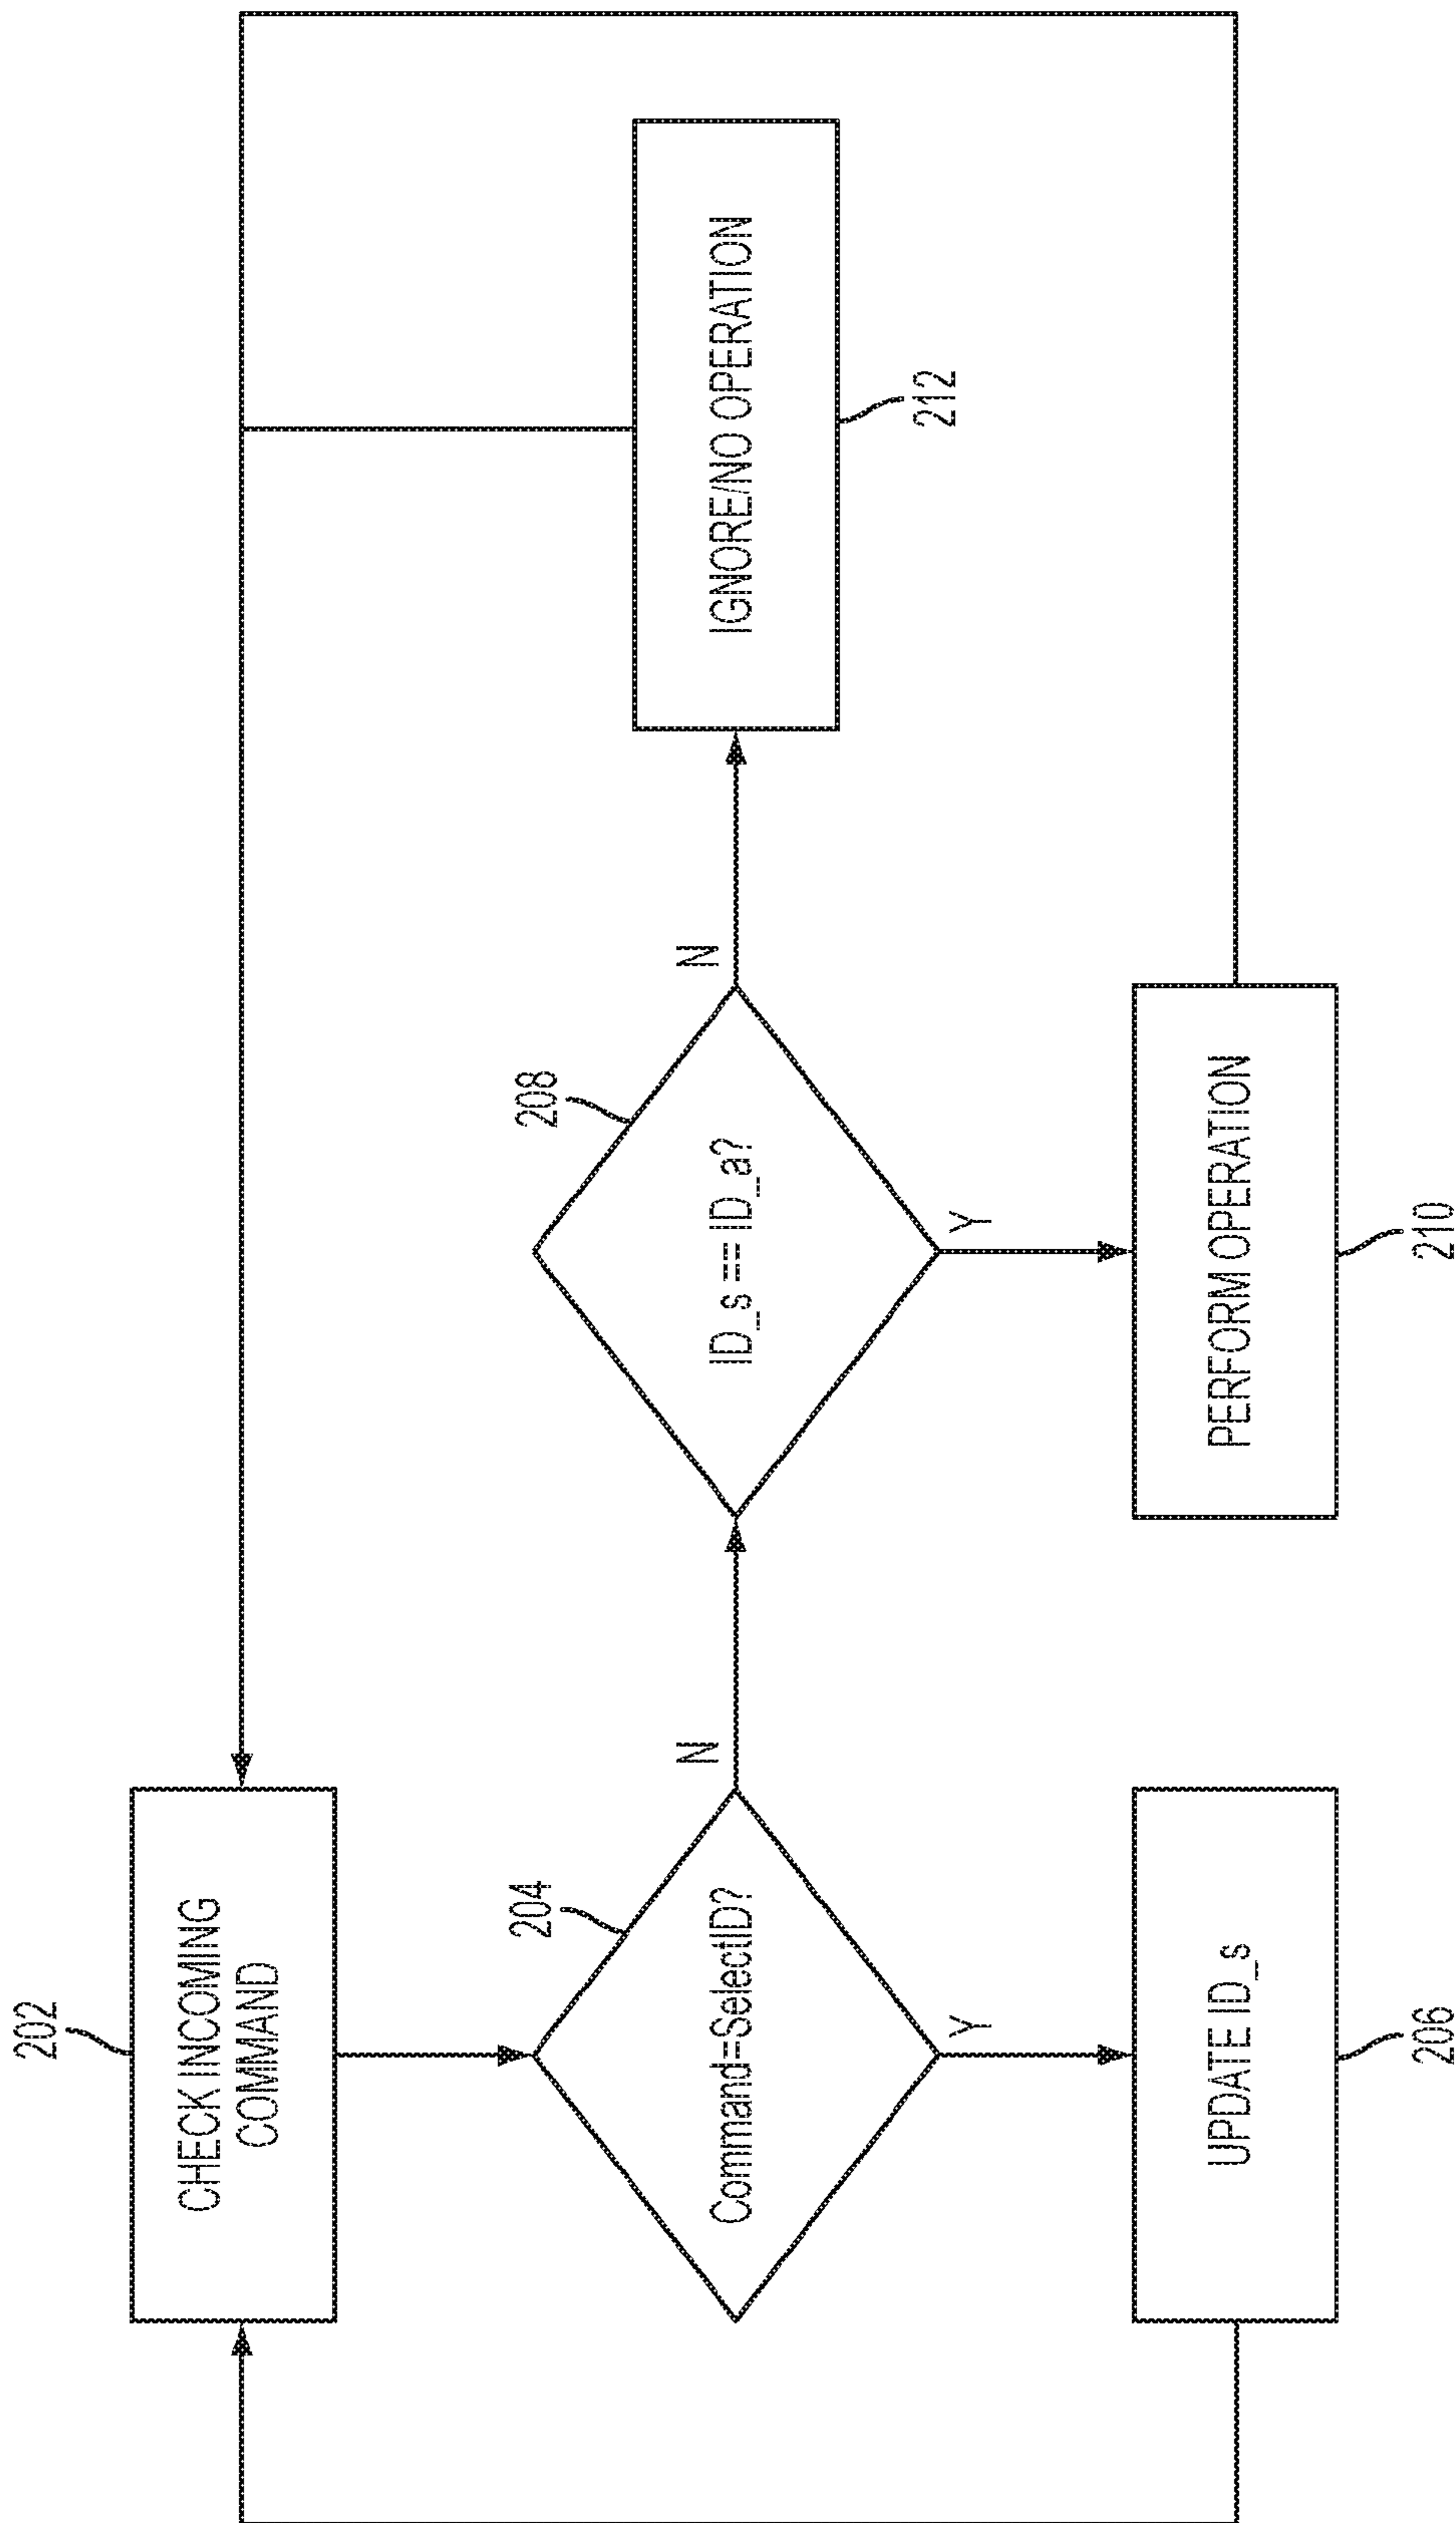 202
CHECK INCOMING
COMMAND
204
Command=SelectID?
N
Y
UPDATE ID_s
206
208
ID_s == ID_a?
N
Y
PERFORM OPERATION
210
IGNORE/NO OPERATION
212